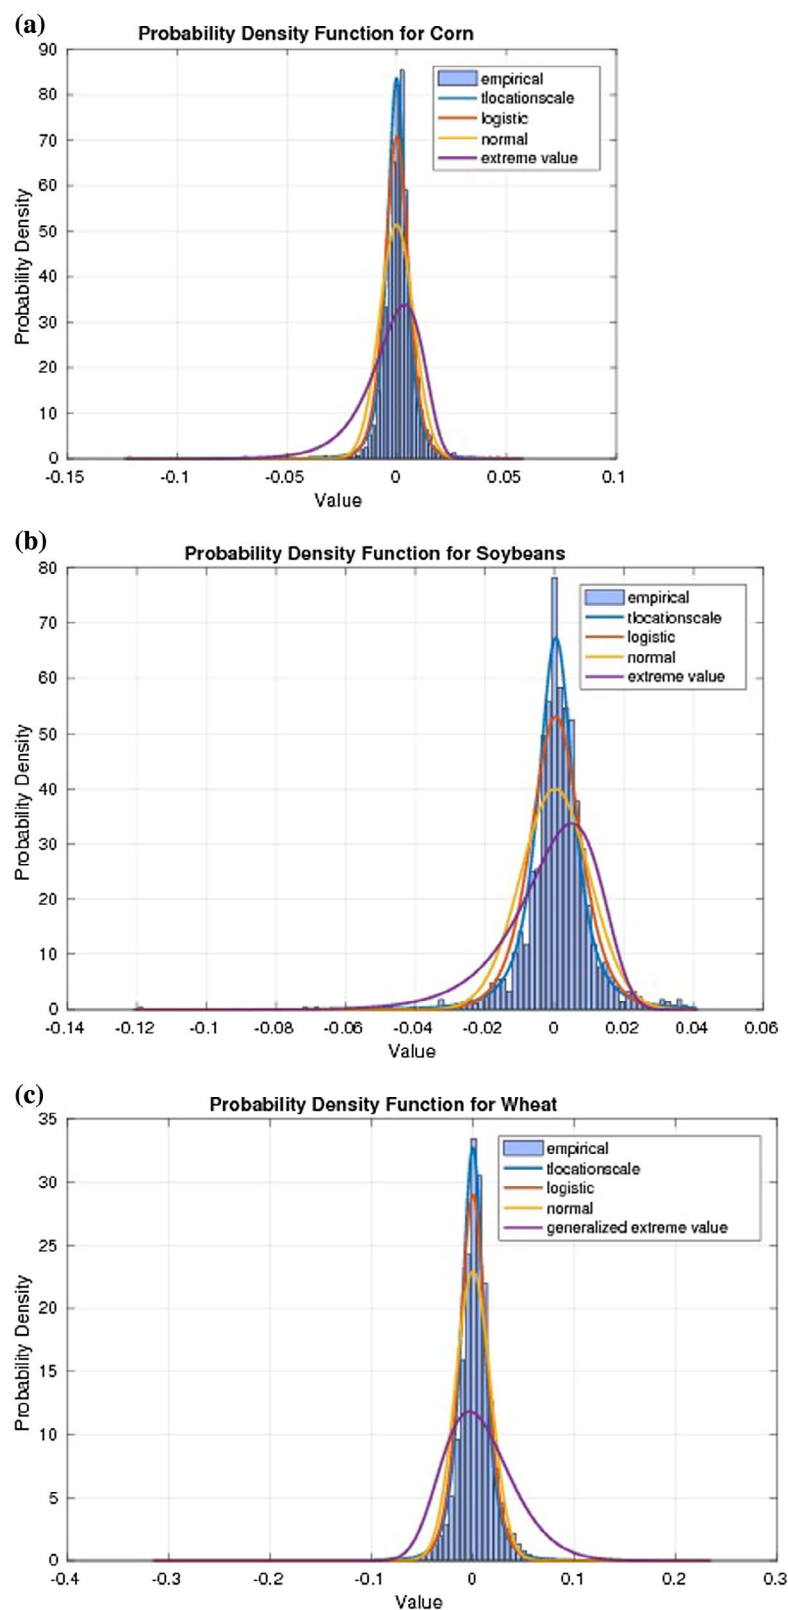 (a)
Probability Density Function for Corn
90
80
70
60
50
40
30
20
10
0
Probability Density
empirical
tlocationscale
logistic
normal
extreme value
-0.15 -0.1 -0.05 0 0.05 0.1
Value
(b)
Probability Density Function for Soybeans
80
70
60
50
40
30
20
10
0
Probability Density
empirical
tlocationscale
logistic
normal
extreme value
-0.14 -0.12 -0.1 -0.08 -0.06 -0.04 -0.02 0 0.02 0.04 0.06
Value
(c)
Probability Density Function for Wheat
35
30
25
20
15
10
5
0
Probability Density
empirical
tlocationscale
logistic
normal
generalized extreme value
-0.4 -0.3 -0.2 -0.1 0 0.1 0.2 0.3
Value